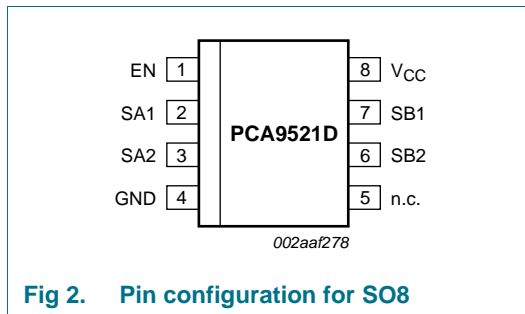 EN 1 8 VCC
SA1 2 7 SB1
PCA9521D
SA2 3 6 SB2
GND 4 5 n.c.
002aaf278
Fig 2. Pin configuration for SO8